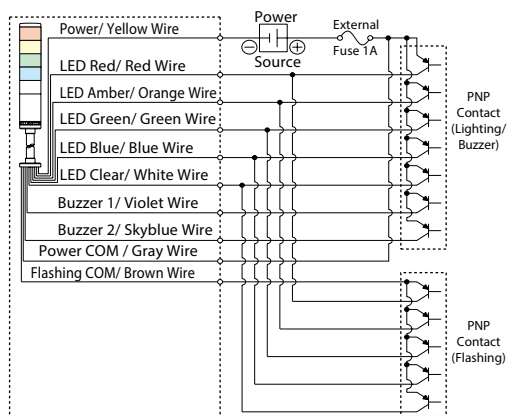 Power/ Yellow Wire
LED Red/ Red Wire
LED Amber/ Orange Wire
LED Green/ Green Wire
LED Blue/ Blue Wire
LED Clear/ White Wire
Buzzer 1/ Violet Wire
Buzzer 2/ Skyblue Wire
Power COM / Gray Wire
Flashing COM/ Brown Wire
Power
Source
External
Fuse 1A
PNP
Contact
(Lighting/
Buzzer)
PNP
Contact
(Flashing)